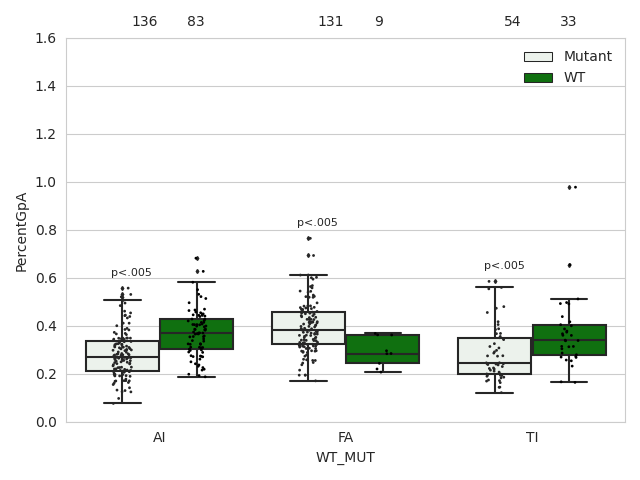 136 83 131 9 54 33
1.6
Mutant
WT
1.4
1.2
1.0
0.8
0.6
0.4
0.2
0.0
PercentGpA
p<.005
p<.005
p<.005
AI FA TI
WT_MUT